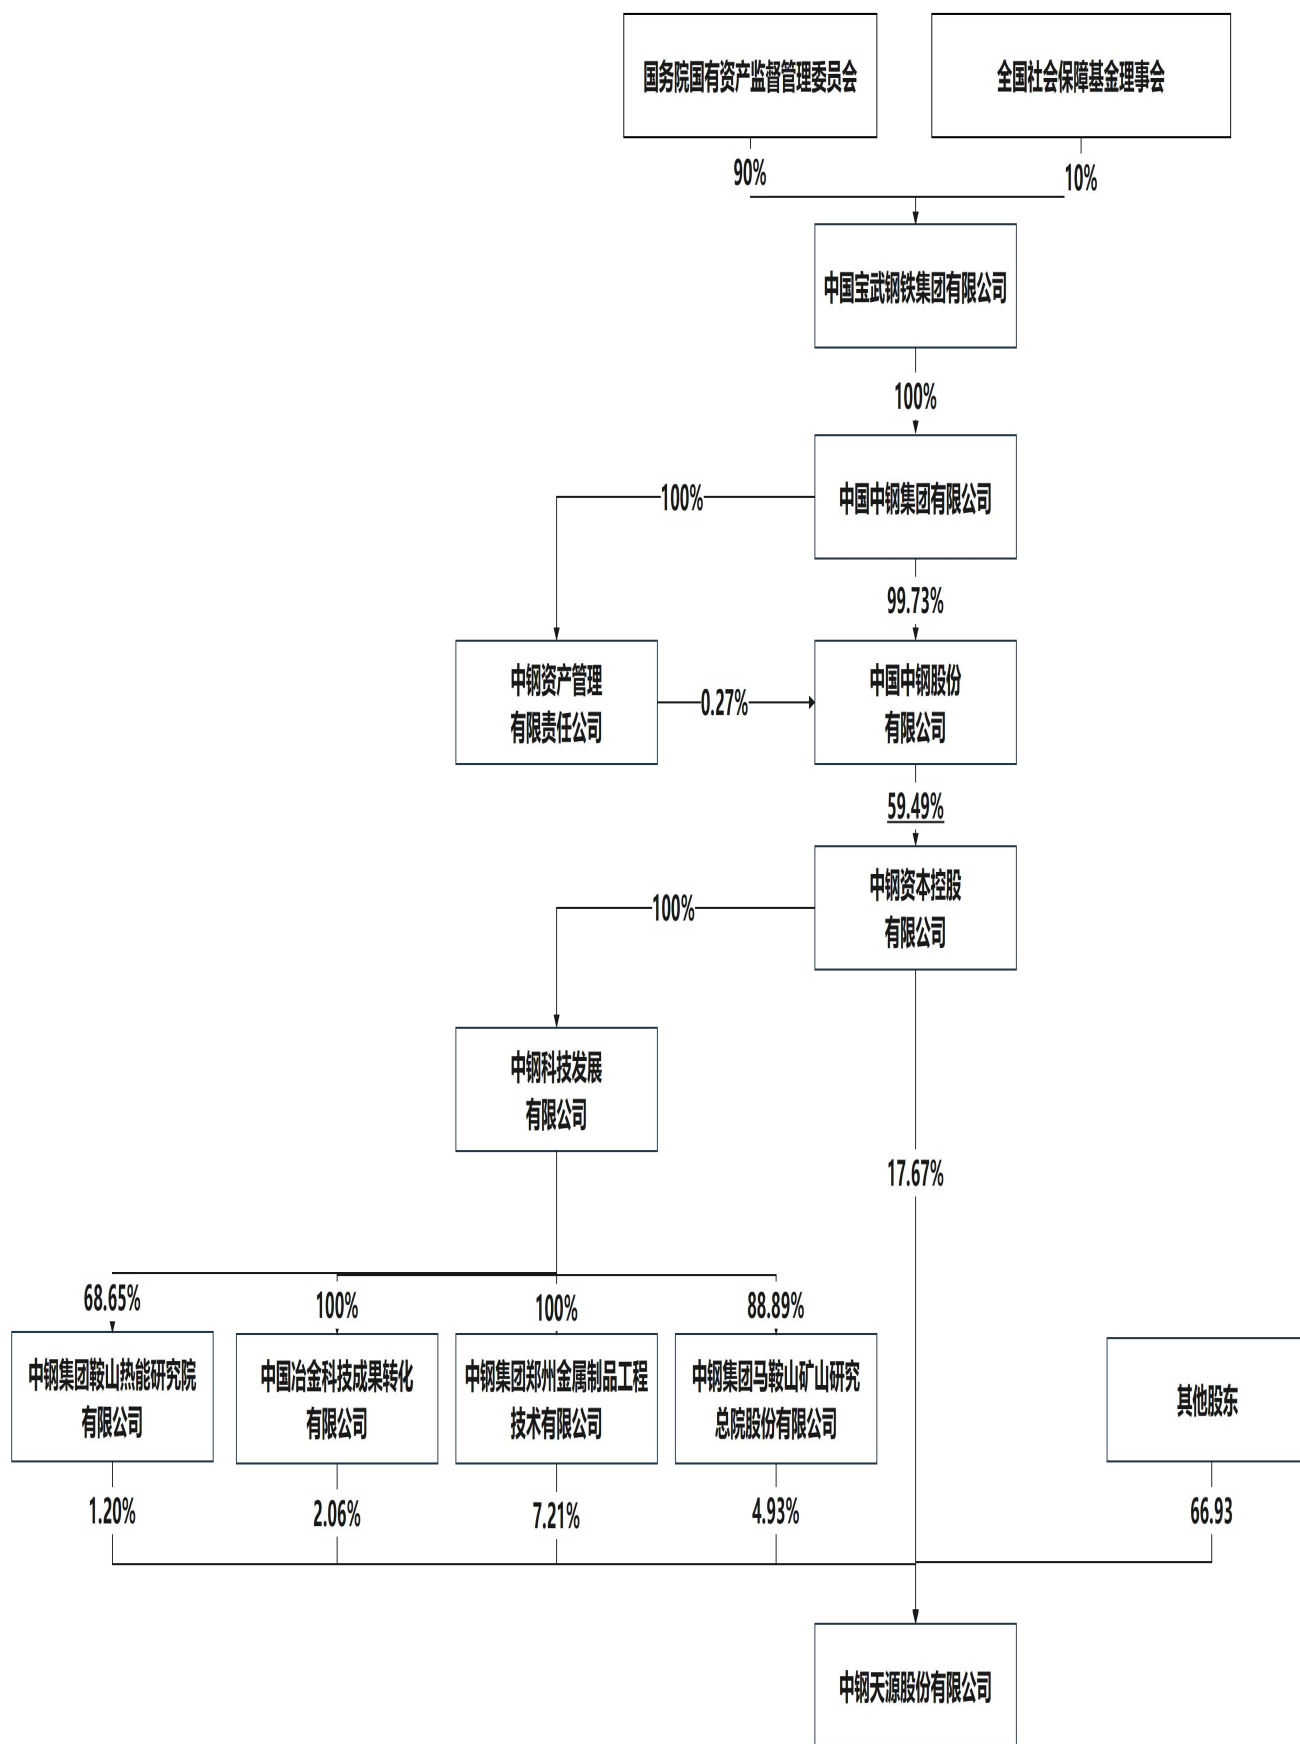 国务院国有资产监督管理委员会
全国社会保障基金理事会
90%
10%
中国宝武钢铁集团有限公司
100%
中国中钢集团有限公司
100%
99.73%
中钢资产管理
有限责任公司
0.27%
中国中钢股份
有限公司
59.49%
中钢资本控股
有限公司
100%
中钢科技发展
有限公司
17.67%
68.65%
100%
100%
88.89%
中钢集团鞍山热能研究院
有限公司
中国冶金科技成果转化
有限公司
中钢集团郑州金属制品工程
技术有限公司
中钢集团马鞍山矿山研究
总院股份有限公司
其他股东
1.20%
2.06%
7.21%
4.93%
66.93
中钢天源股份有限公司